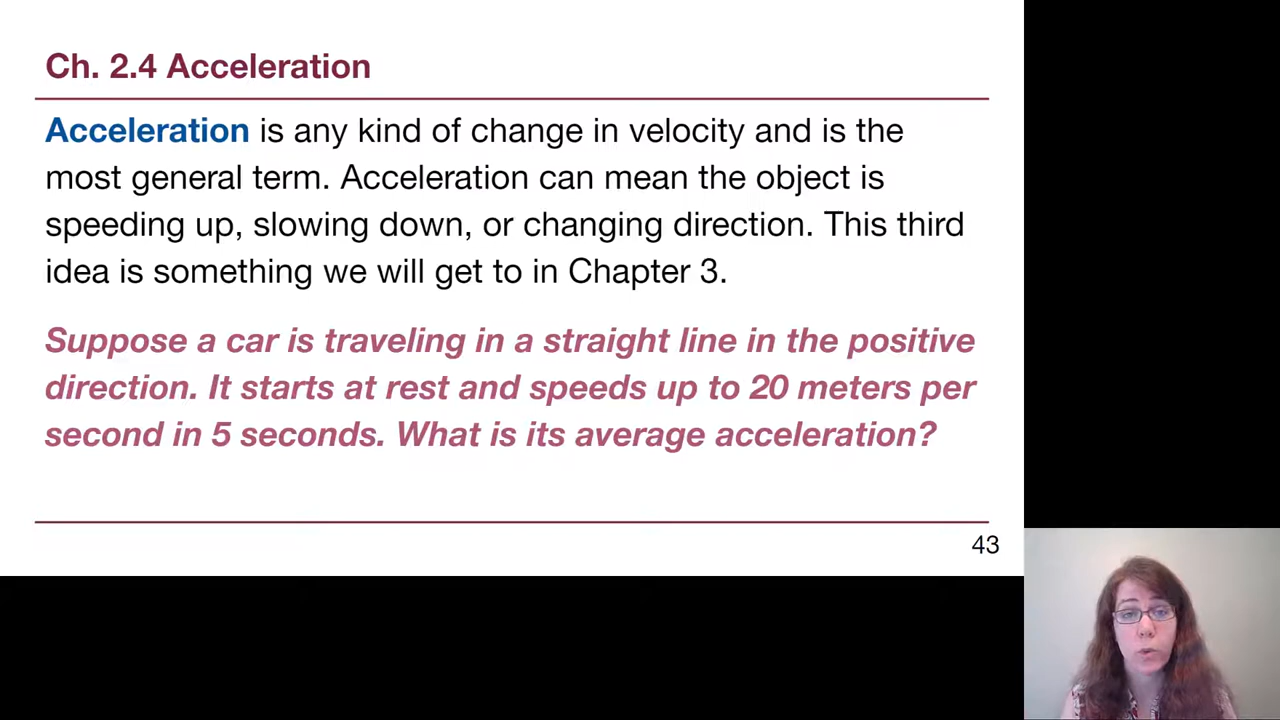 Ch. 2.4 Acceleration
Acceleration is any kind of change in velocity and is the
most general term. Acceleration can mean the object is
speeding up, slowing down, or changing direction. This third
idea is something we will get to in Chapter 3.
Suppose a car is traveling in a straight line in the positive
direction. It starts at rest and speeds up to 20 meters per
second in 5 seconds. What is its average acceleration?
43